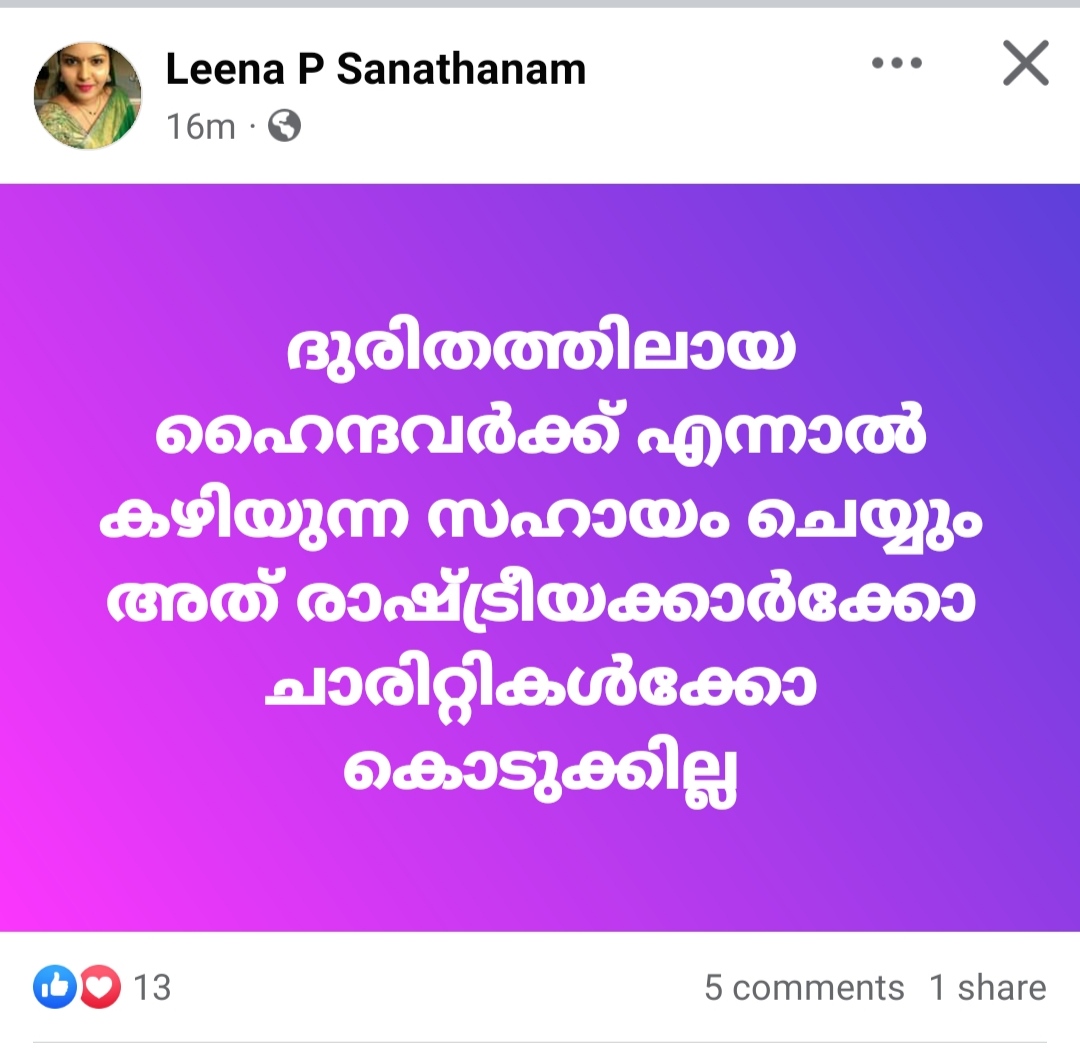 Leena P Sanathanam
16m ·
ദുരിതത്തിലായ
ഹൈന്ദവർക്ക് എന്നാൽ
കഴിയുന്ന സഹായം ചെയ്യും
അത് രാഷ്ട്രീയക്കാർക്കോ
ചാരിറ്റികൾക്കോ
കൊടുക്കില്ല
13 5 comments 1 share